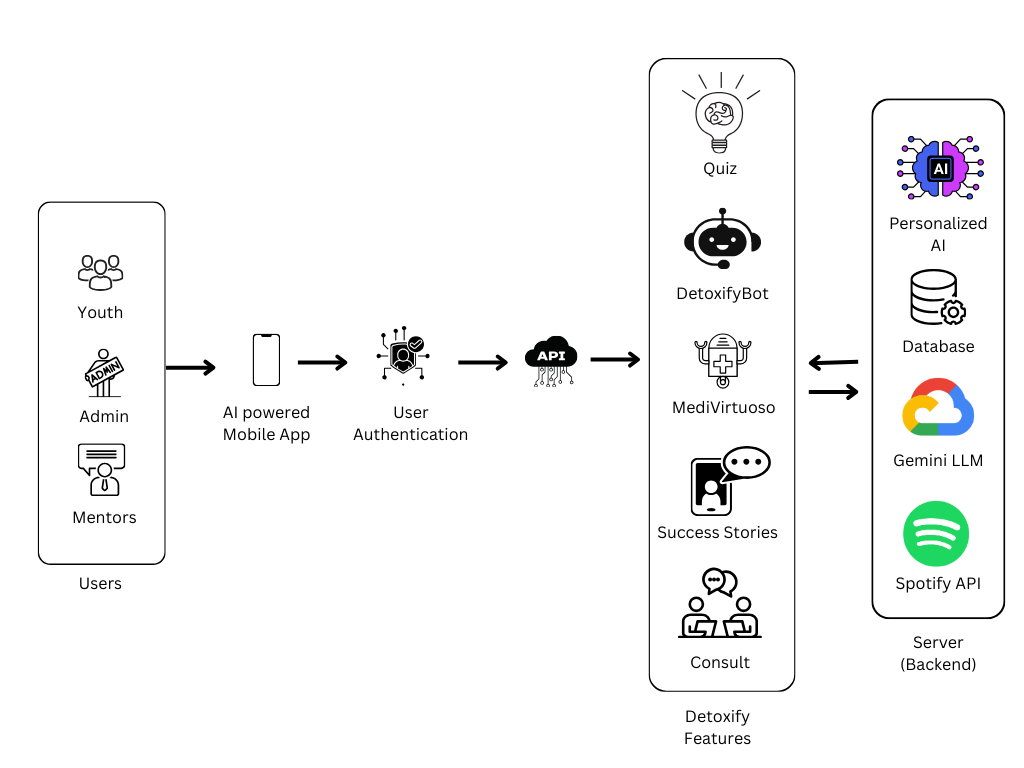 Youth
ADMIN
Admin
Mentors
Users
AI powered
Mobile App
User
Authentication
API
Quiz
DetoxifyBot
MediVirtuoso
Success Stories
Consult
Detoxify
Features
AI
Personalized
AI
Database
Gemini LLM
Spotify API
Server
(Backend)